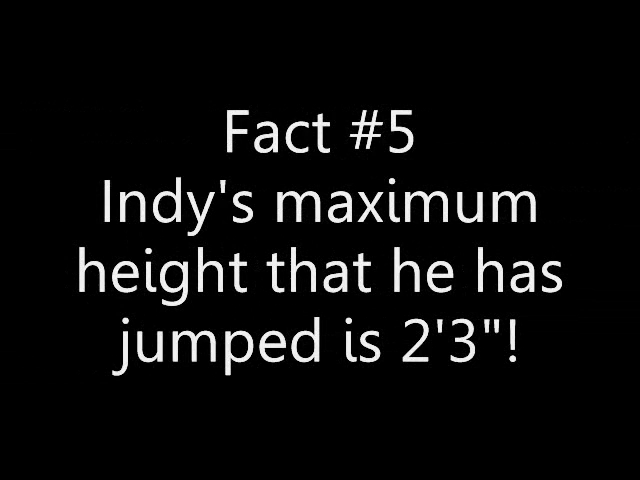 Fact #5
Indy's maximum
height that he has
jumped is 2'3"!